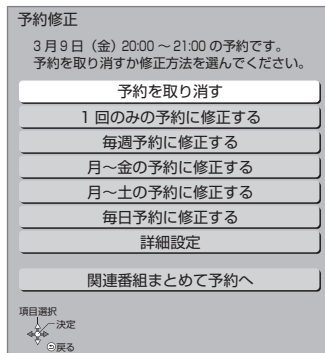 予約修正
3月9日（金）20:00～21:00の予約です。
予約を取り消すか修正方法を選んでください。
予約を取り消す
1回のみの予約に修正する
毎週予約に修正する
月～金の予約に修正する
月～土の予約に修正する
毎日予約に修正する
詳細設定
関連番組まとめて予約へ
項目選択
決定
戻る